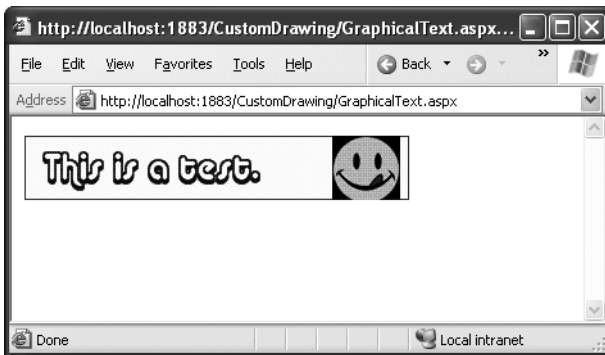 http://localhost:1883/CustomDrawing/GraphicalText.aspx...
File Edit View Favorites Tools Help Back »
Address http://localhost:1883/CustomDrawing/GraphicalText.aspx
This is a test.
Done Local intranet